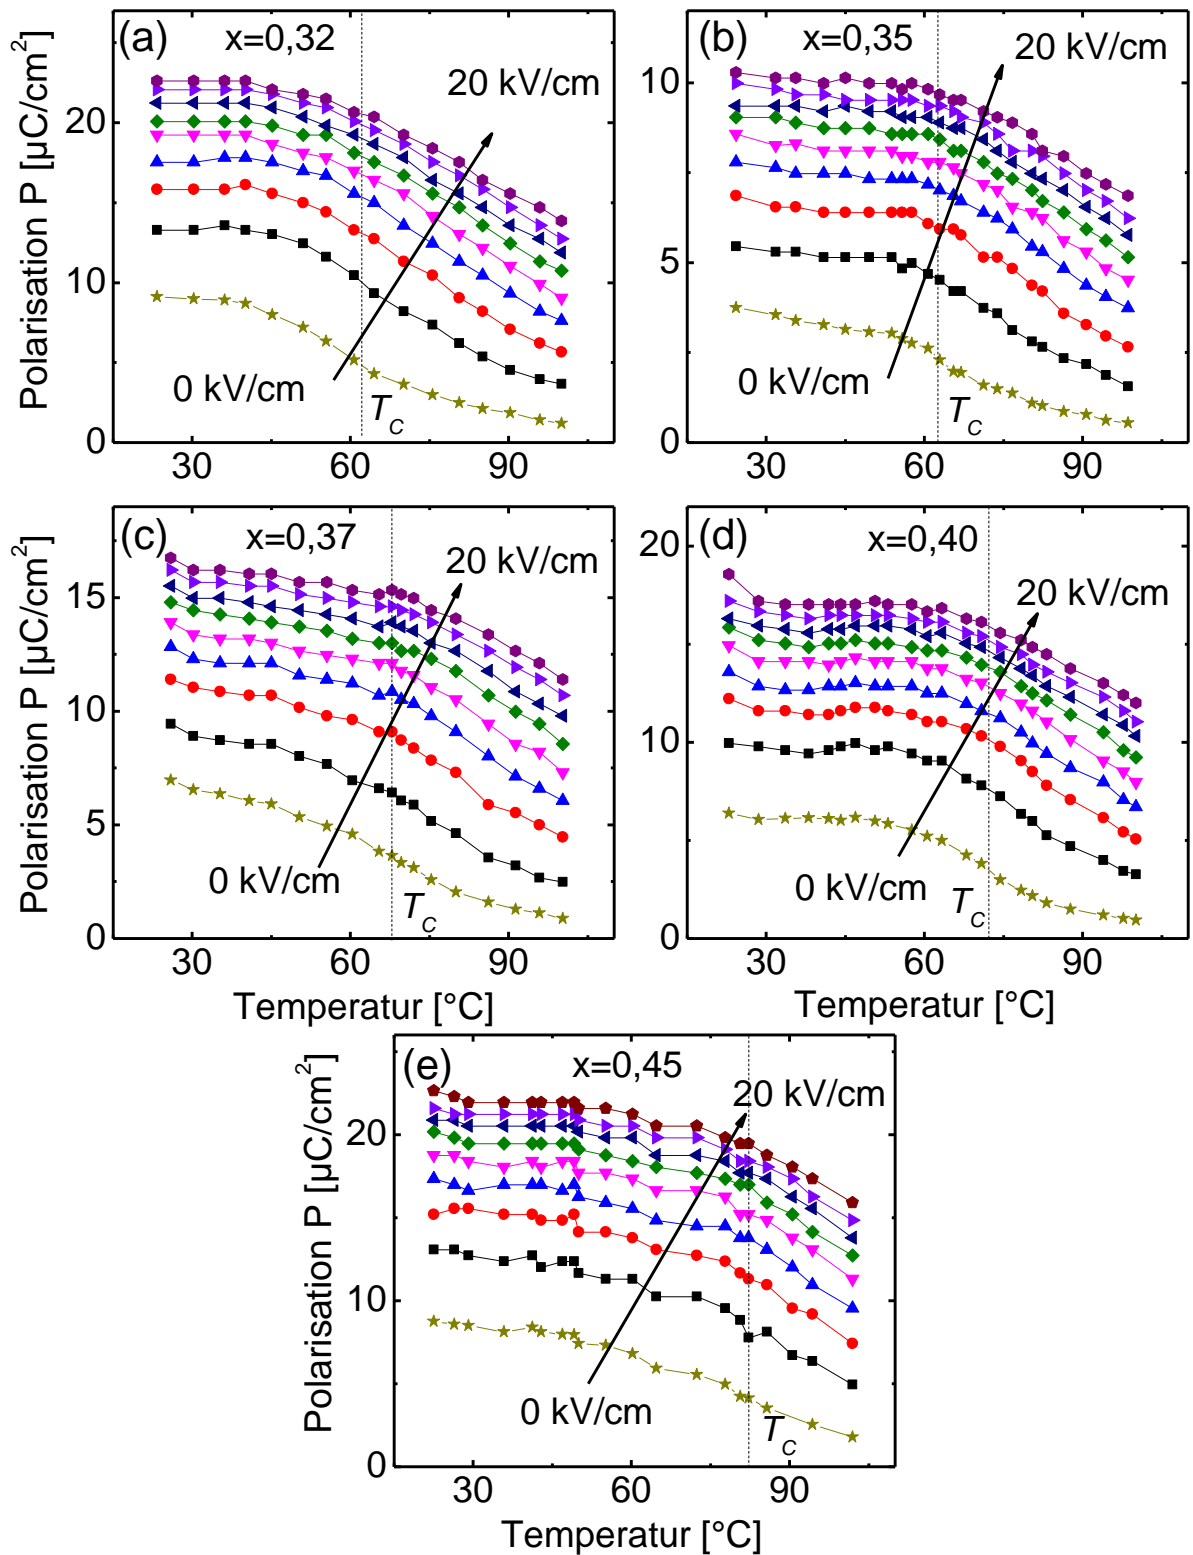 (a) x=0,32
20 kV/cm
0 kV/cm
T_C
Polarisation P [µC/cm²]
20
10
0
30 60 90
(b) x=0,35
20 kV/cm
0 kV/cm
T_C
10
5
0
30 60 90
(c) x=0,37
20 kV/cm
0 kV/cm
T_C
Polarisation P [µC/cm²]
15
10
5
0
30 60 90
Temperatur [°C]
(d) x=0,40
20 kV/cm
0 kV/cm
T_C
20
10
0
30 60 90
Temperatur [°C]
(e) x=0,45
20 kV/cm
0 kV/cm
T_C
Polarisation P [µC/cm²]
20
10
0
30 60 90
Temperatur [°C]